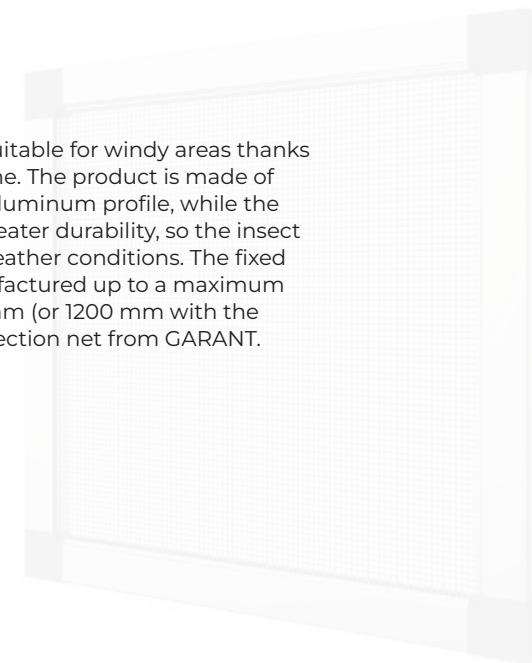 uitable for windy areas thanks
ne. The product is made of
luminum profile, while the
eater durability, so the insect
eather conditions. The fixed
factured up to a maximum
nm (or 1200 mm with the
ection net from GARANT.